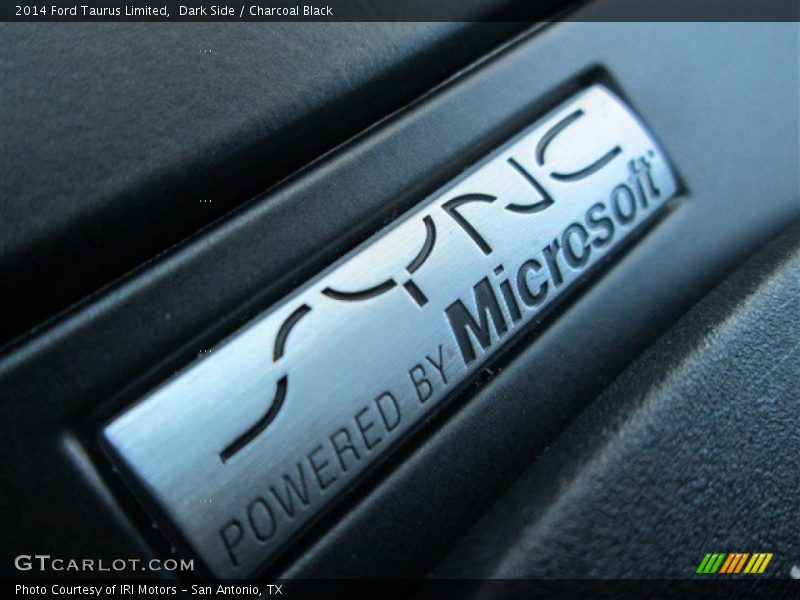 2014 Ford Taurus Limited,  Dark Side / Charcoal Black
SYNC
POWERED BY Microsoft
GTCARLOT.COM
Photo Courtesy of IRI Motors - San Antonio, TX